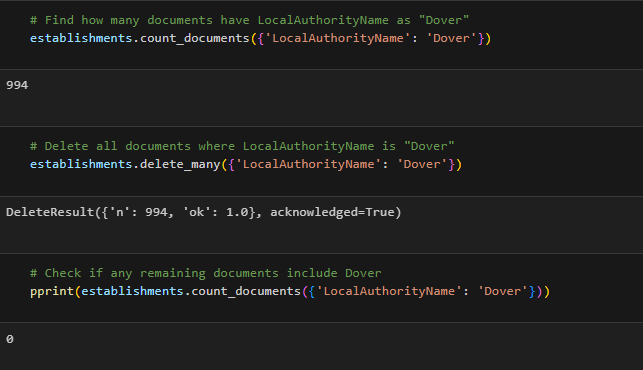 # Find how many documents have LocalAuthorityName as "Dover"
establishments.count_documents({'LocalAuthorityName': 'Dover'})
994
# Delete all documents where LocalAuthorityName is "Dover"
establishments.delete_many({'LocalAuthorityName': 'Dover'})
DeleteResult({'n': 994, 'ok': 1.0}, acknowledged=True)
# Check if any remaining documents include Dover
pprint(establishments.count_documents({'LocalAuthorityName': 'Dover'}))
0